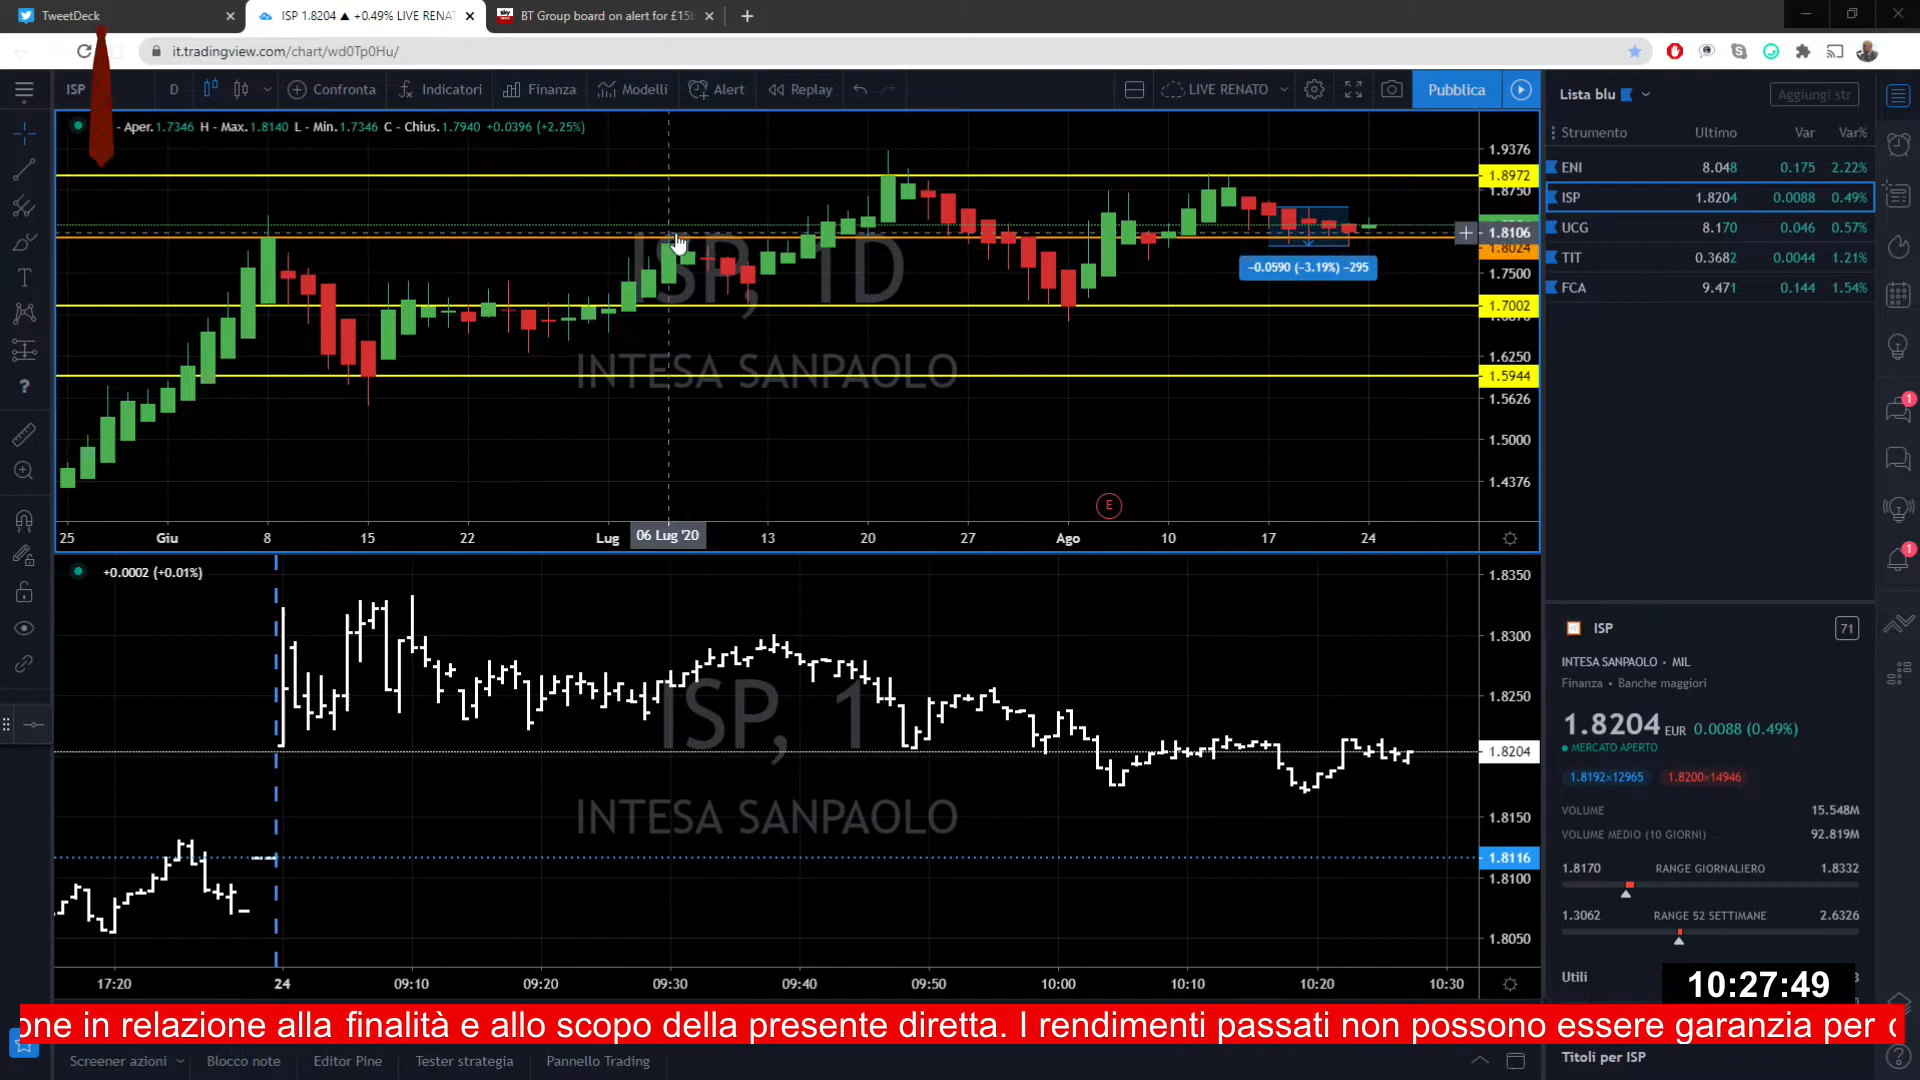 TweetDeck
ISP 1.8204 ▲ +0.49% LIVE RENAT
BT Group board on alert for £15b
it.tradingview.com/chart/wd0Tp0Hu/
ISP D Confronta Indicatori Finanza Modelli Alert Replay LIVE RENATO Pubblica
- Aper.1.7346 H - Max.1.8140 L - Min.1.7346 C - Chius.1.7940 +0.0396 (+2.25%)
1.9376
1.8972
1.8750
1.8106
1.8024
1.7500
1.7002
1.6250
1.5944
1.5626
1.5000
1.4376
ISP, 1D
INTESA SANPAOLO
-0.0590 (-3.19%) -295
E
25 Giu 8 15 22 Lug 06 Lug '20 13 20 27 Ago 10 17 24
+0.0002 (+0.01%)
1.8350
1.8300
1.8250
1.8204
1.8150
1.8116
1.8100
1.8050
ISP, 1
INTESA SANPAOLO
17:20 24 09:10 09:20 09:30 09:40 09:50 10:00 10:10 10:20 10:30
Lista blu
Aggiungi str
Strumento Ultimo Var Var%
ENI 8.048 0.175 2.22%
ISP 1.8204 0.0088 0.49%
UCG 8.170 0.046 0.57%
TIT 0.3682 0.0044 1.21%
FCA 9.471 0.144 1.54%
1
1
ISP
71
INTESA SANPAOLO • MIL
Finanza • Banche maggiori
1.8204 EUR 0.0088 (0.49%)
MERCATO APERTO
1.8192×12965 1.8200×14946
VOLUME 15.548M
VOLUME MEDIO (10 GIORNI) 92.819M
1.8170 RANGE GIORNALIERO 1.8332
1.3062 RANGE 52 SETTIMANE 2.6326
Utili
10:27:49
one in relazione alla finalità e allo scopo della presente diretta. I rendimenti passati non possono essere garanzia per
Screener azioni Blocco note Editor Pine Tester strategia Pannello Trading
Titoli per ISP